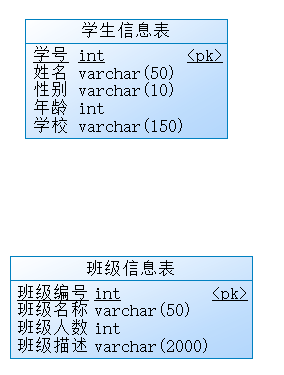 学生信息表
学号 int <pk>
姓名 varchar(50)
性别 varchar(10)
年龄 int
学校 varchar(150)
班级信息表
班级编号 int <pk>
班级名称 varchar(50)
班级人数 int
班级描述 varchar(2000)